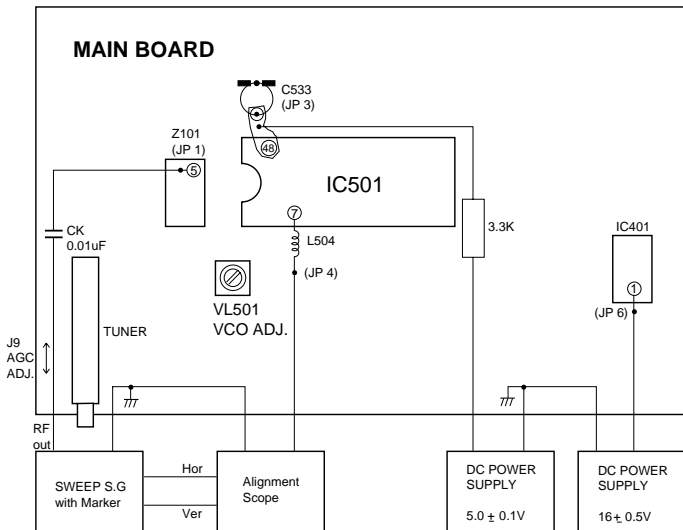 MAIN BOARD
C533
(JP 3)
Z101
(JP 1)
5
48
IC501
7
L504
(JP 4)
3.3K
IC401
1
(JP 6)
CK
0.01uF
VL501
VCO ADJ.
TUNER
J9
AGC
ADJ.
RF
out
SWEEP S.G
with Marker
Hor
Ver
Alignment
Scope
DC POWER
SUPPLY
5.0 ± 0.1V
DC POWER
SUPPLY
16 ± 0.5V